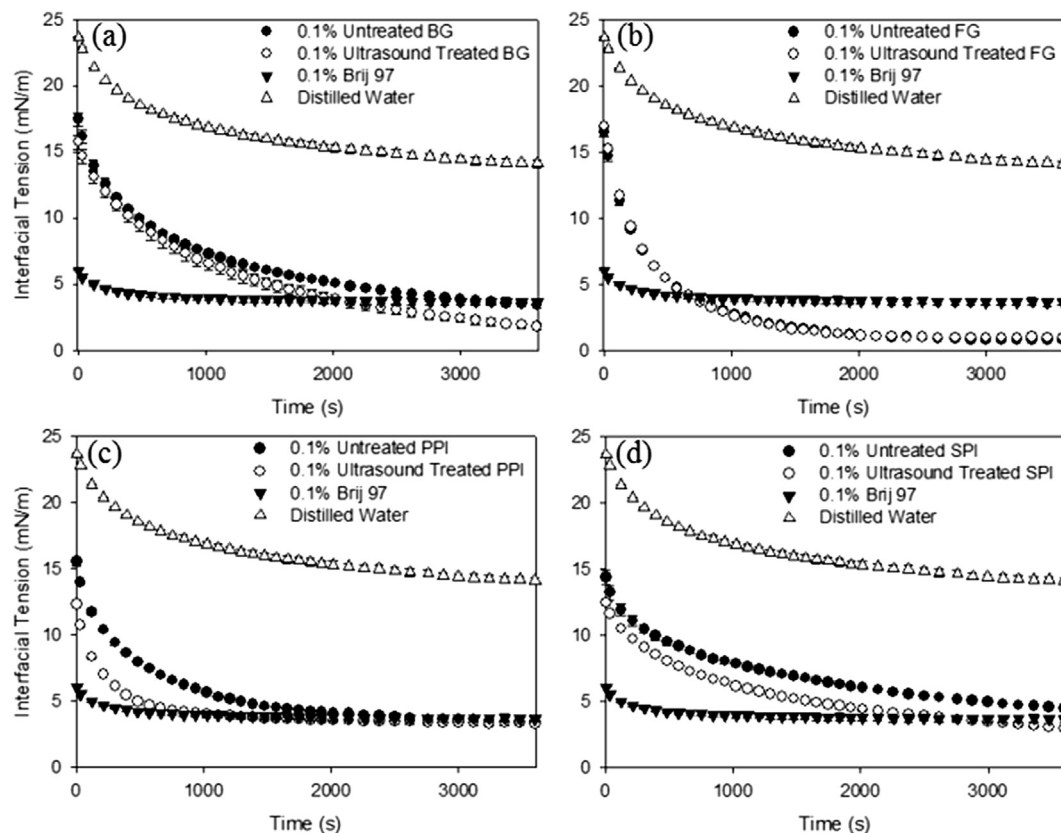 (a)
0.1% Untreated BG
0.1% Ultrasound Treated BG
0.1% Brij 97
Distilled Water
Interfacial Tension (mN/m)
25
20
15
10
5
0
0 1000 2000 3000
Time (s)
(b)
0.1% Untreated FG
0.1% Ultrasound Treated FG
0.1% Brij 97
Distilled Water
25
20
15
10
5
0
0 1000 2000 3000
Time (s)
(c)
0.1% Untreated PPI
0.1% Ultrasound Treated PPI
0.1% Brij 97
Distilled Water
Interfacial Tension (mN/m)
25
20
15
10
5
0
0 1000 2000 3000
Time (s)
(d)
0.1% Untreated SPI
0.1% Ultrasound Treated SPI
0.1% Brij 97
Distilled Water
25
20
15
10
5
0
0 1000 2000 3000
Time (s)